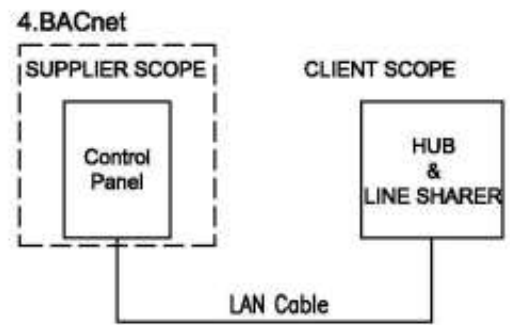 4.BACnet
SUPPLIER SCOPE
CLIENT SCOPE
Control
Panel
HUB
&
LINE SHARER
LAN Cable